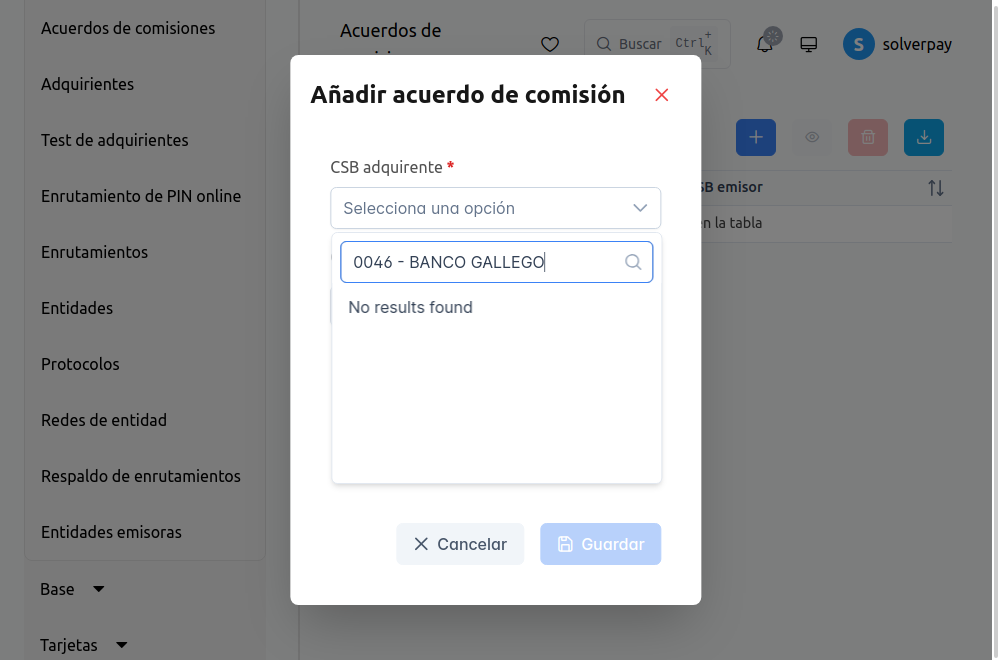 Acuerdos de comisiones
Adquirientes
Test de adquirientes
Enrutamiento de PIN online
Enrutamientos
Entidades
Protocolos
Redes de entidad
Respaldo de enrutamientos
Entidades emisoras
Base
Tarjetas
Acuerdos de
Buscar
Ctrl+K
S
solverpay
SB emisor
en la tabla
Añadir acuerdo de comisión
CSB adquirente *
Selecciona una opción
0046 - BANCO GALLEGO
No results found
Cancelar
Guardar